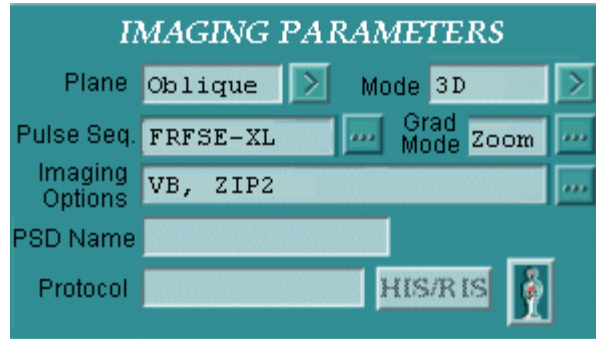 IMAGING PARAMETERS
Plane Oblique > Mode 3D >
Pulse Seq. FRFSE-XL ... Grad Mode Zoom ...
Imaging Options VB, ZIP2 ...
PSD Name
Protocol HIS/RIS